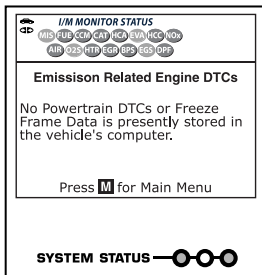 I/M MONITOR STATUS
MIS FUE CCM CAT HCA EVA HCC NOx
AIR O2S HTR EGR BPS EGS DPF
Emissison Related Engine DTCs
No Powertrain DTCs or Freeze
Frame Data is presently stored in
the vehicle's computer.
Press M for Main Menu
SYSTEM STATUS